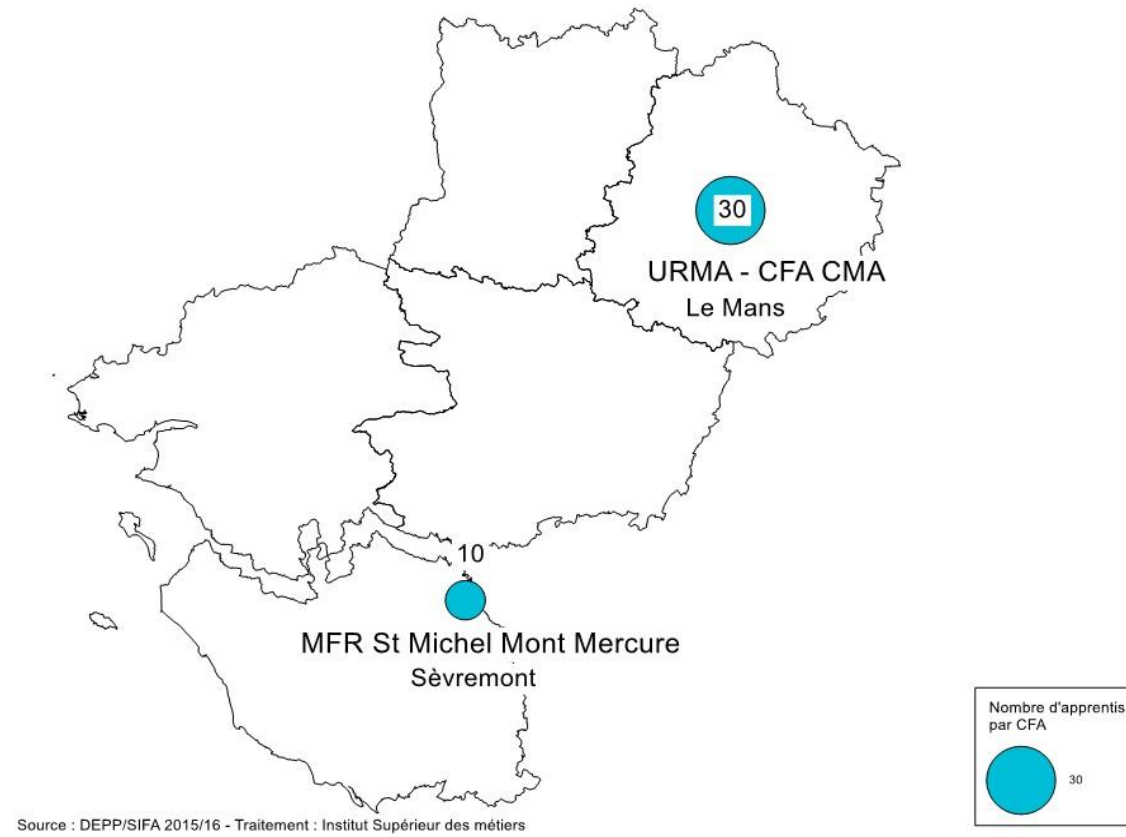 30
URMA - CFA CMA
Le Mans
10
MFR St Michel Mont Mercure
Sèvremont
Nombre d'apprentis
par CFA
30
Source : DEPP/SIFA 2015/16 - Traitement : Institut Supérieur des métiers